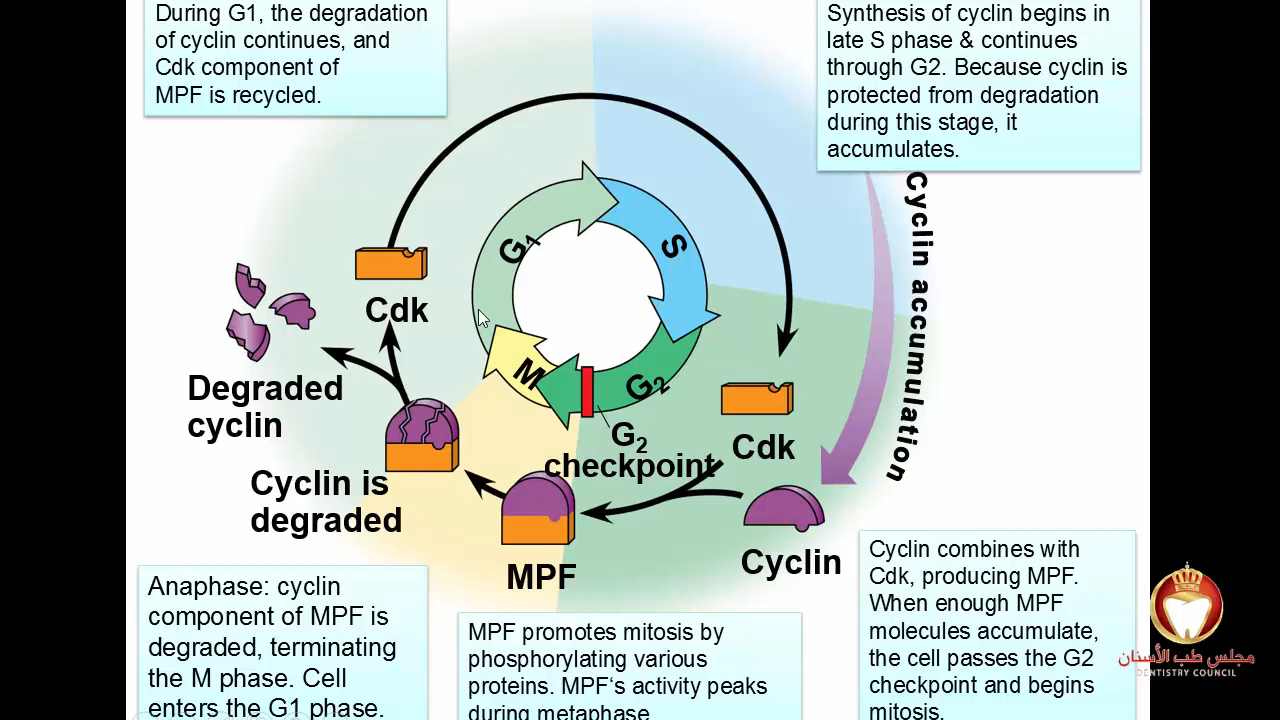 During G1, the degradation
of cyclin continues, and
Cdk component of
MPF is recycled.
Synthesis of cyclin begins in
late S phase & continues
through G2. Because cyclin is
protected from degradation
during this stage, it
accumulates.
Cyclin accumulation
G1
S
G2
M
Cdk
Degraded
cyclin
G2
checkpoint
Cdk
Cyclin is
degraded
MPF
Cyclin
Anaphase: cyclin
component of MPF is
degraded, terminating
the M phase. Cell
enters the G1 phase.
MPF promotes mitosis by
phosphorylating various
proteins. MPF‘s activity peaks
during metaphase
Cyclin combines with
Cdk, producing MPF.
When enough MPF
molecules accumulate,
the cell passes the G2
checkpoint and begins
mitosis.
مجلس طب الأسنان
DENTISTRY COUNCIL